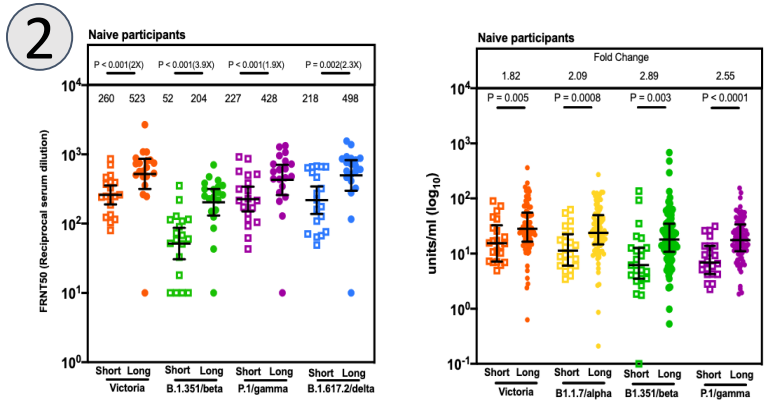 2
Naive participants
P < 0.001(2X) P < 0.001(3.9X) P < 0.001(1.9X) P = 0.002(2.3X)
260 523 52 204 227 428 218 498
10⁴
10³
10²
10¹
10⁰
FRNT50 (Reciprocal serum dilution)
Short Long Short Long Short Long Short Long
Victoria B.1.351/beta P.1/gamma B.1.617.2/delta
Naive participants
Fold Change
1.82 2.09 2.89 2.55
P = 0.005 P = 0.0008 P = 0.003 P < 0.0001
10⁴
10³
10²
10¹
10⁰
10⁻¹
units/ml (log₁₀)
Short Long Short Long Short Long Short Long
Victoria B1.1.7/alpha B1.351/beta P.1/gamma